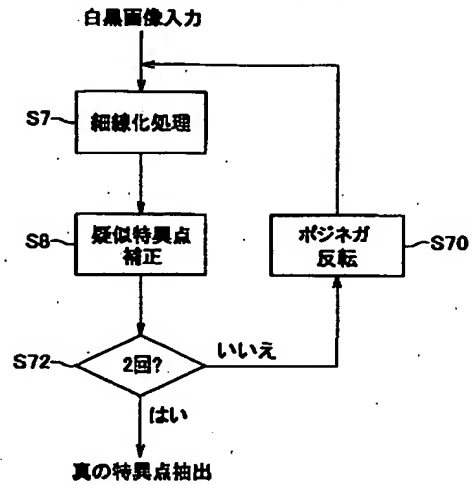 白黒画像入力
S7
細線化処理
S8
疑似特異点
補正
ポジネガ
反転
S70
S72
2回?
いいえ
はい
真の特異点抽出